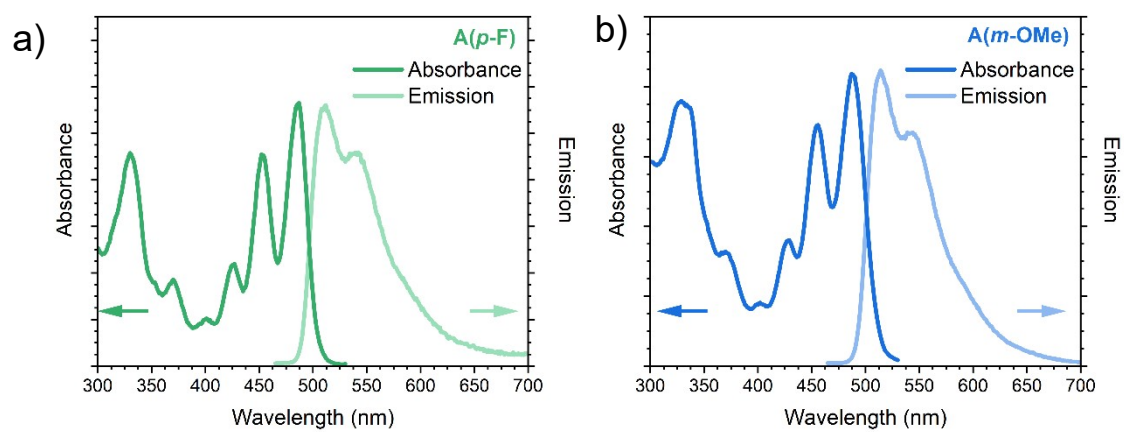 a)
A(p-F)
Absorbance
Emission
Absorbance
Emission
300 350 400 450 500 550 600 650 700
Wavelength (nm)
b)
A(m-OMe)
Absorbance
Emission
Absorbance
Emission
300 350 400 450 500 550 600 650 700
Wavelength (nm)